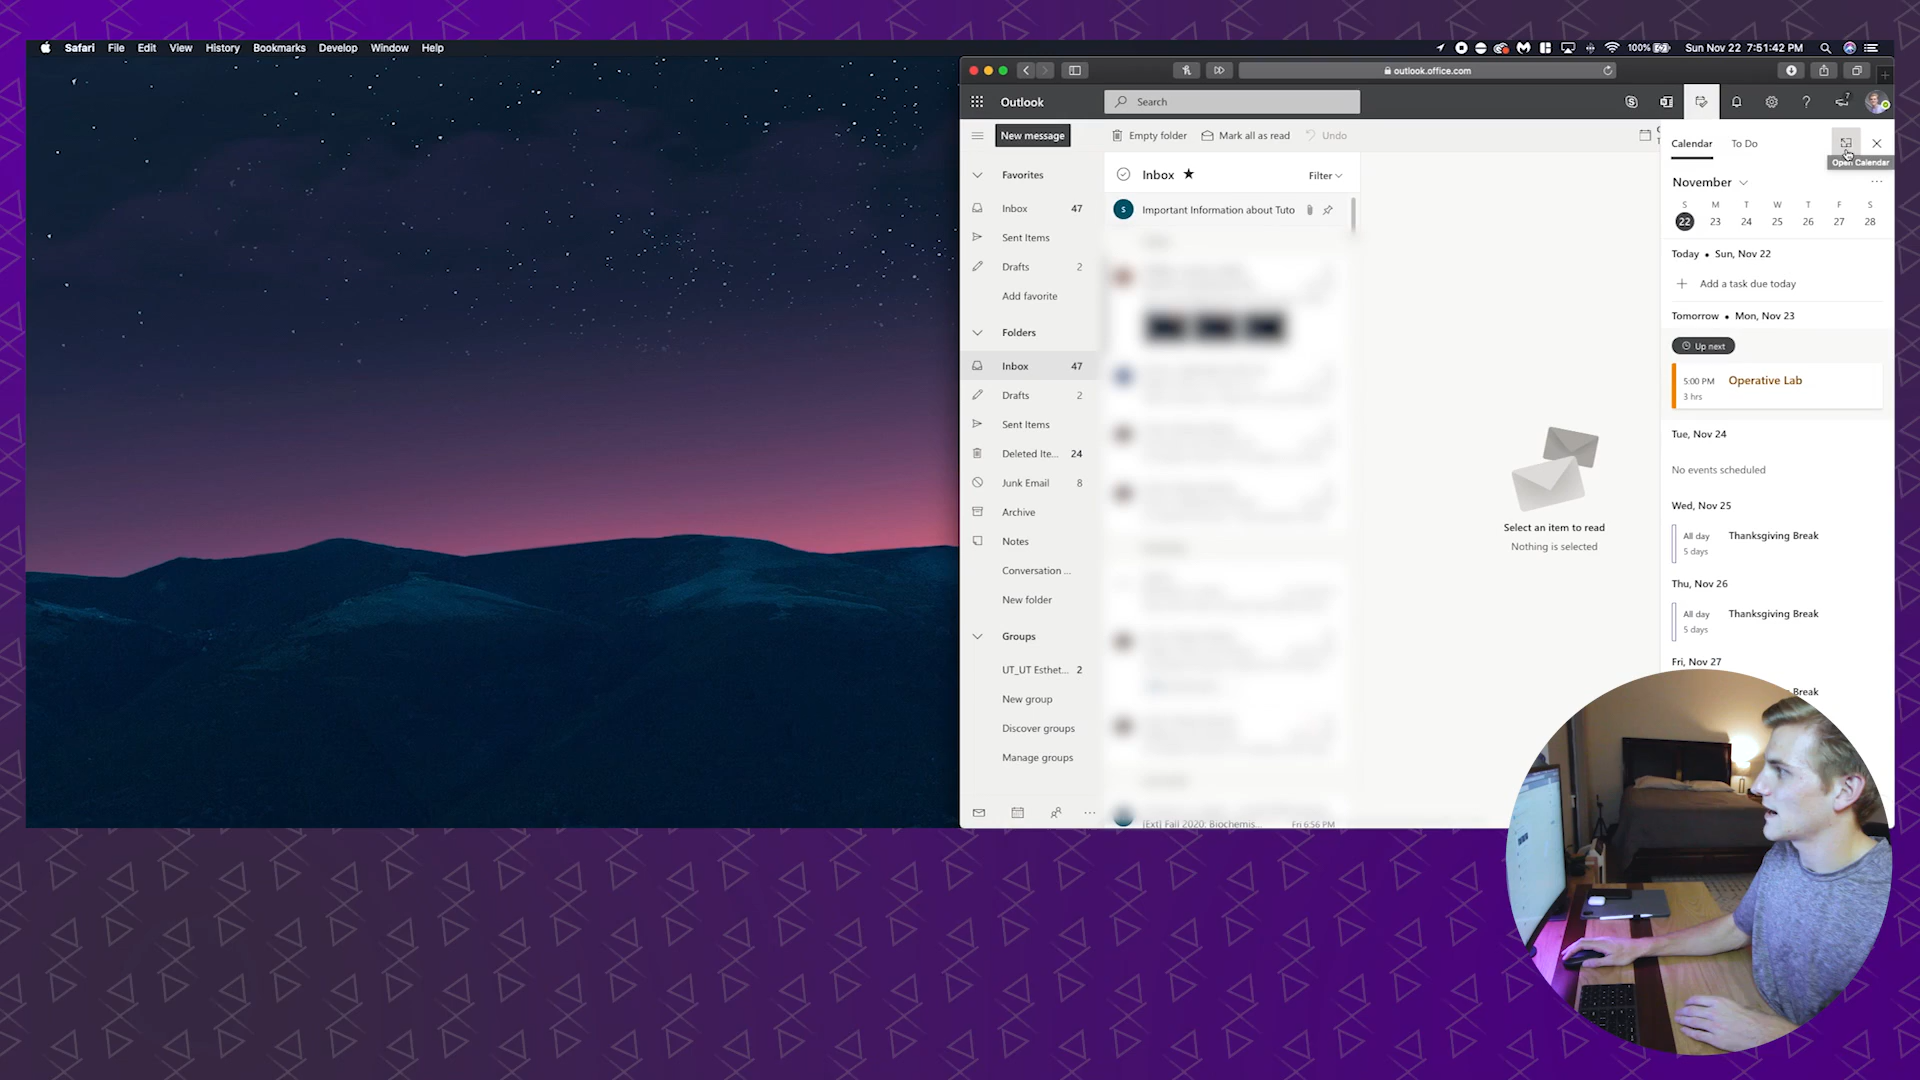 Safari File Edit View History Bookmarks Develop Window Help
100% Sun Nov 22 7:51:42 PM
outlook.office.com
Outlook
Search
New message
Empty folder
Mark all as read
Undo
Favorites
Inbox 47
Sent Items
Drafts 2
Add favorite
Folders
Inbox 47
Drafts 2
Sent Items
Deleted Ite... 24
Junk Email 8
Archive
Notes
Conversation ...
New folder
Groups
UT_UT Esthet... 2
New group
Discover groups
Manage groups
Inbox
Filter
S Important Information about Tuto
[Ext] Fall 2020: Biochemis... Fri 6:56 PM
Select an item to read
Nothing is selected
Calendar To Do
Open Calendar
November
S M T W T F S
22 23 24 25 26 27 28
Today • Sun, Nov 22
Add a task due today
Tomorrow • Mon, Nov 23
Up next
5:00 PM Operative Lab
3 hrs
Tue, Nov 24
No events scheduled
Wed, Nov 25
All day Thanksgiving Break
5 days
Thu, Nov 26
All day Thanksgiving Break
5 days
Fri, Nov 27
Break